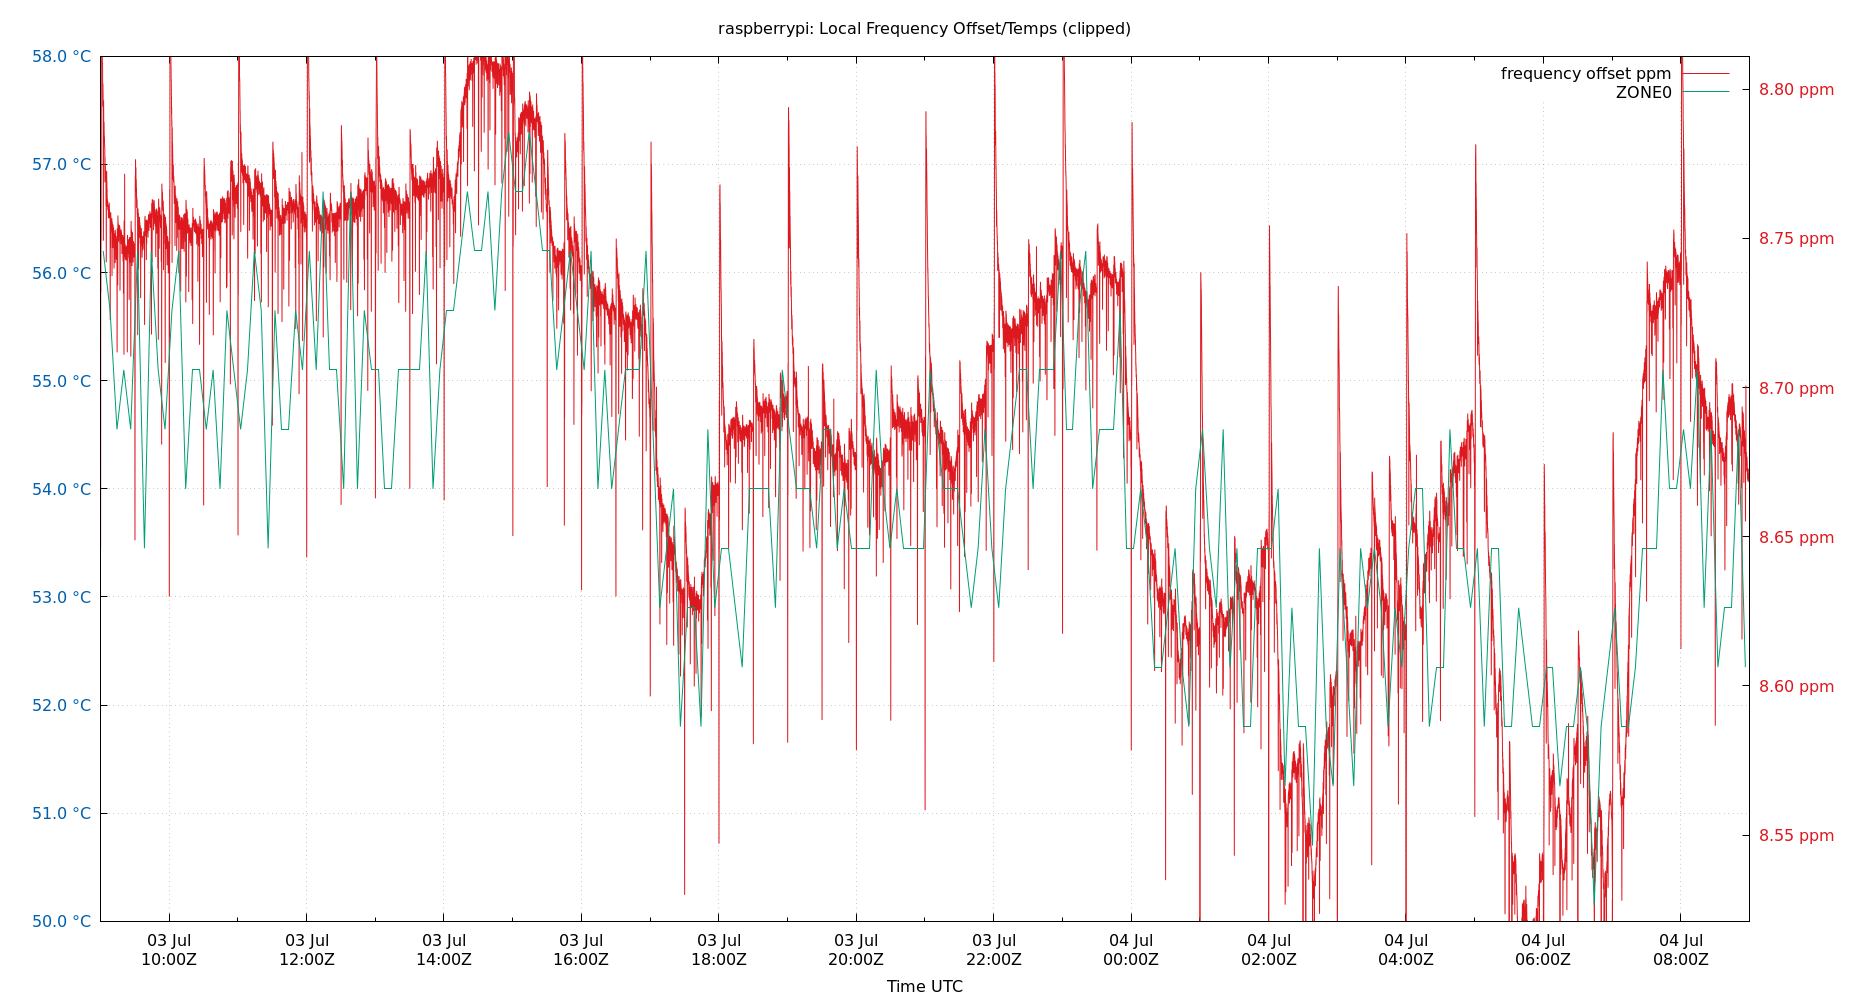 raspberrypi: Local Frequency Offset/Temps (clipped)
frequency offset ppm
ZONE0
58.0 °C
57.0 °C
56.0 °C
55.0 °C
54.0 °C
53.0 °C
52.0 °C
51.0 °C
50.0 °C
8.80 ppm
8.75 ppm
8.70 ppm
8.65 ppm
8.60 ppm
8.55 ppm
03 Jul 03 Jul 03 Jul 03 Jul 03 Jul 03 Jul 03 Jul 04 Jul 04 Jul 04 Jul 04 Jul 04 Jul
10:00Z 12:00Z 14:00Z 16:00Z 18:00Z 20:00Z 22:00Z 00:00Z 02:00Z 04:00Z 06:00Z 08:00Z
Time UTC